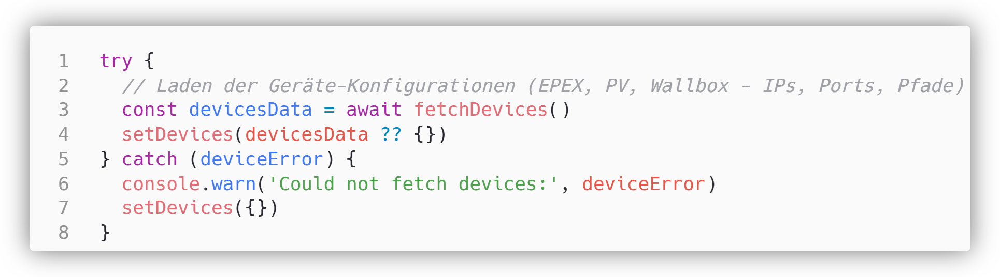 1 try {
2 // Laden der Geräte-Konfigurationen (EPEX, PV, Wallbox - IPs, Ports, Pfade)
3 const devicesData = await fetchDevices()
4 setDevices(devicesData ?? {})
5 } catch (deviceError) {
6 console.warn('Could not fetch devices:', deviceError)
7 setDevices({})
8 }